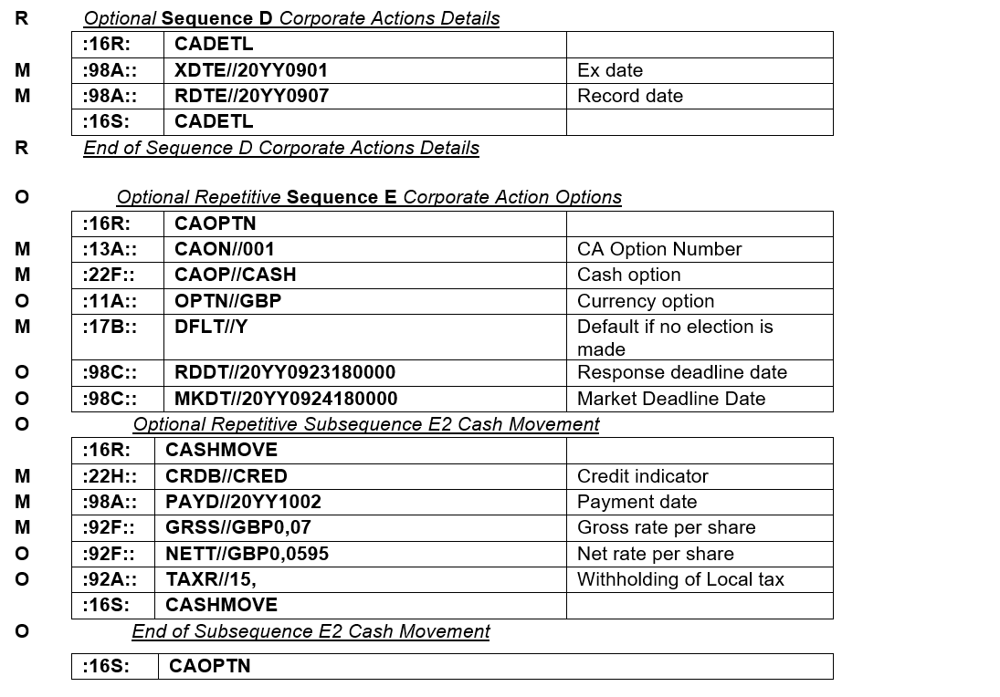 R Optional Sequence D Corporate Actions Details
:16R: CADETL
M :98A:: XDTE//20YY0901 Ex date
M :98A:: RDTE//20YY0907 Record date
:16S: CADETL
R End of Sequence D Corporate Actions Details
O Optional Repetitive Sequence E Corporate Action Options
:16R: CAOPTN
M :13A:: CAON//001 CA Option Number
M :22F:: CAOP//CASH Cash option
O :11A:: OPTN//GBP Currency option
M :17B:: DFLT//Y Default if no election is
made
O :98C:: RDDT//20YY0923180000 Response deadline date
O :98C:: MKDT//20YY0924180000 Market Deadline Date
O Optional Repetitive Subsequence E2 Cash Movement
:16R: CASHMOVE
M :22H:: CRDB//CRED Credit indicator
M :98A:: PAYD//20YY1002 Payment date
M :92F:: GRSS//GBP0,07 Gross rate per share
O :92F:: NETT//GBP0,0595 Net rate per share
O :92A:: TAXR//15, Withholding of Local tax
:16S: CASHMOVE
O End of Subsequence E2 Cash Movement
:16S: CAOPTN